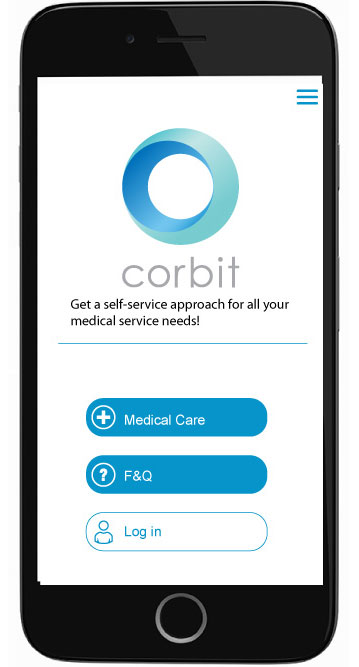 corbit
Get a self-service approach for all your
medical service needs!
Medical Care
F&Q
Log in